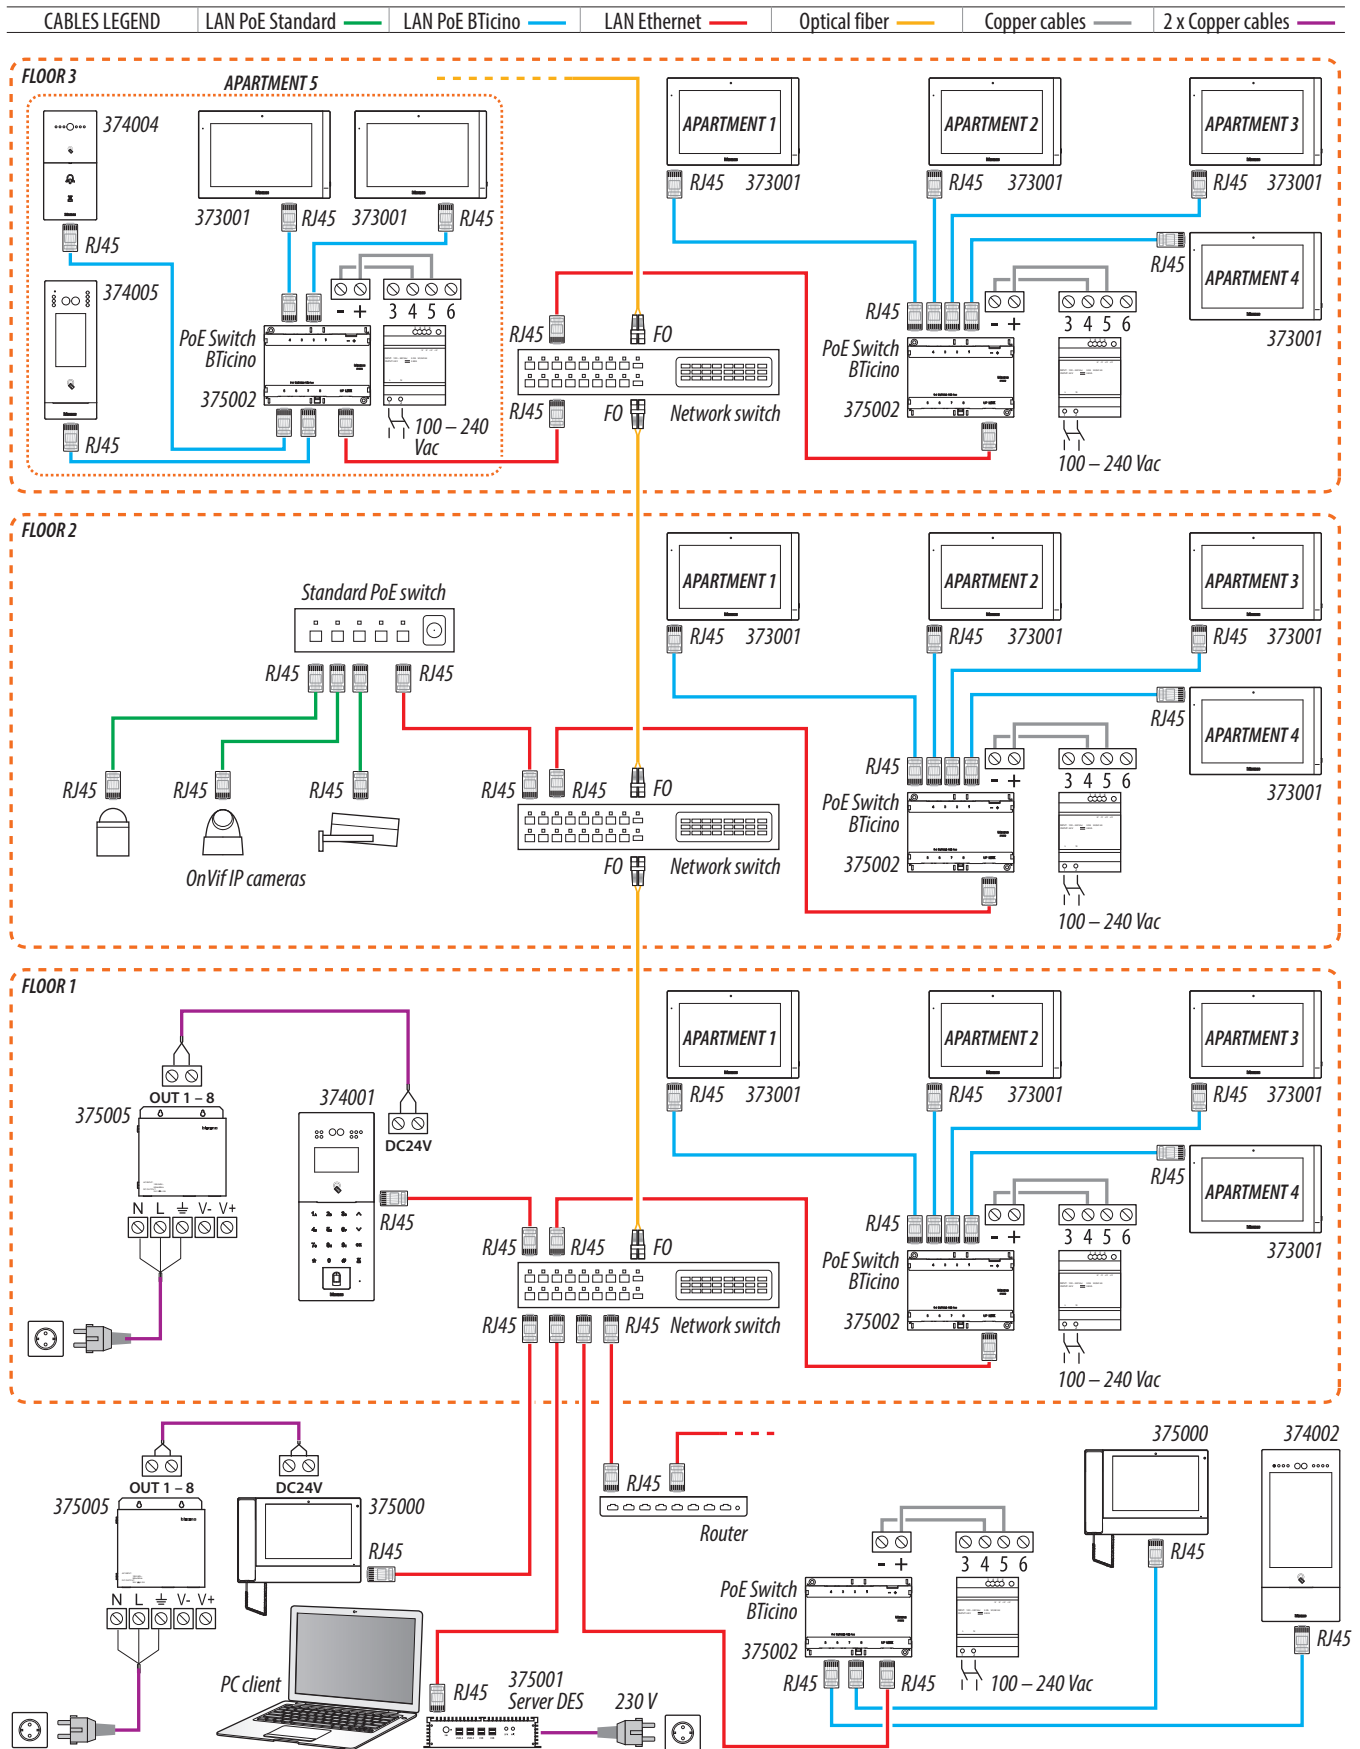 CABLES LEGEND LAN PoE Standard LAN PoE BTicino LAN Ethernet Optical fiber Copper cables 2 x Copper cables
FLOOR 3
APARTMENT 5
374004
RJ45
374005
RJ45
373001
RJ45
373001
RJ45
- +
3 4 5 6
PoE Switch
BTicino
375002
100 – 240
Vac
RJ45
FO
RJ45
FO
Network switch
APARTMENT 1
RJ45 373001
APARTMENT 2
RJ45 373001
APARTMENT 3
RJ45 373001
APARTMENT 4
RJ45
373001
RJ45
- +
3 4 5 6
PoE Switch
BTicino
375002
100 – 240 Vac
FLOOR 2
Standard PoE switch
RJ45
RJ45
RJ45
RJ45
RJ45
OnVif IP cameras
RJ45
RJ45
FO
FO
Network switch
APARTMENT 1
RJ45 373001
APARTMENT 2
RJ45 373001
APARTMENT 3
RJ45 373001
APARTMENT 4
RJ45
373001
RJ45
- +
3 4 5 6
PoE Switch
BTicino
375002
100 – 240 Vac
FLOOR 1
OUT 1 – 8
375005
N L V- V+
374001
DC24V
RJ45
RJ45
RJ45
FO
RJ45
RJ45
Network switch
APARTMENT 1
RJ45 373001
APARTMENT 2
RJ45 373001
APARTMENT 3
RJ45 373001
APARTMENT 4
RJ45
373001
RJ45
- +
3 4 5 6
PoE Switch
BTicino
375002
100 – 240 Vac
OUT 1 – 8
375005
N L V- V+
DC24V
375000
RJ45
PC client
RJ45
375001
Server DES
230 V
RJ45
Router
- +
3 4 5 6
PoE Switch
BTicino
375002
RJ45
RJ45
100 – 240 Vac
375000
RJ45
374002
RJ45